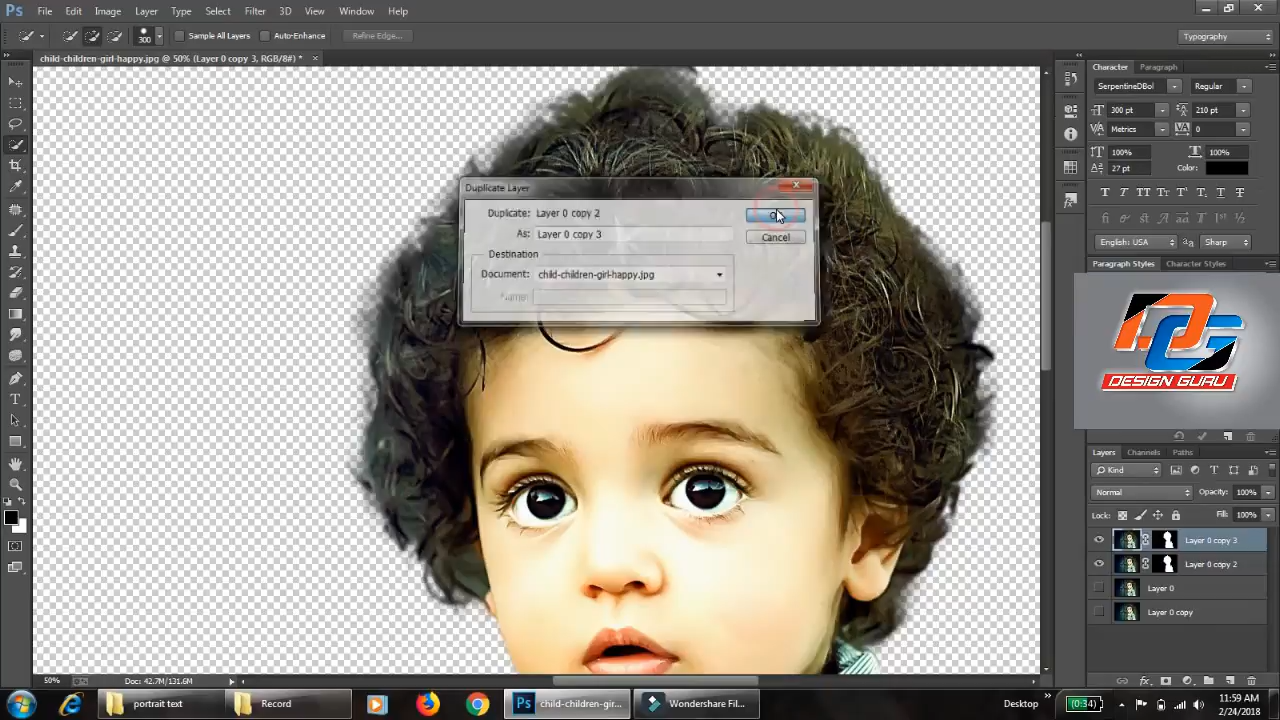 Ps File Edit Image Layer Type Select Filter 3D View Window Help
300 Sample All Layers Auto-Enhance Refine Edge... Typography
child-children-girl-happy.jpg @ 50% (Layer 0 copy 3, RGB/8#) * ×
Character Paragraph
SerpentineDBol Regular
300 pt 210 pt
Metrics 0
100% 100%
27 pt Color:
English: USA Sharp
Paragraph Styles Character Styles
DG
DESIGN GURU
Duplicate Layer
Duplicate: Layer 0 copy 2
As: Layer 0 copy 3
Cancel
Destination
Document: child-children-girl-happy.jpg
Name:
Layers Channels Paths
Kind
Normal Opacity: 100%
Lock: Fill: 100%
Layer 0 copy 3
Layer 0 copy 2
Layer 0
Layer 0 copy
50% Doc: 42.7M/131.6M
portrait text Record Ps child-children-gir... Wondershare Fil... Desktop (0:34) 11:59 AM
2/24/2018